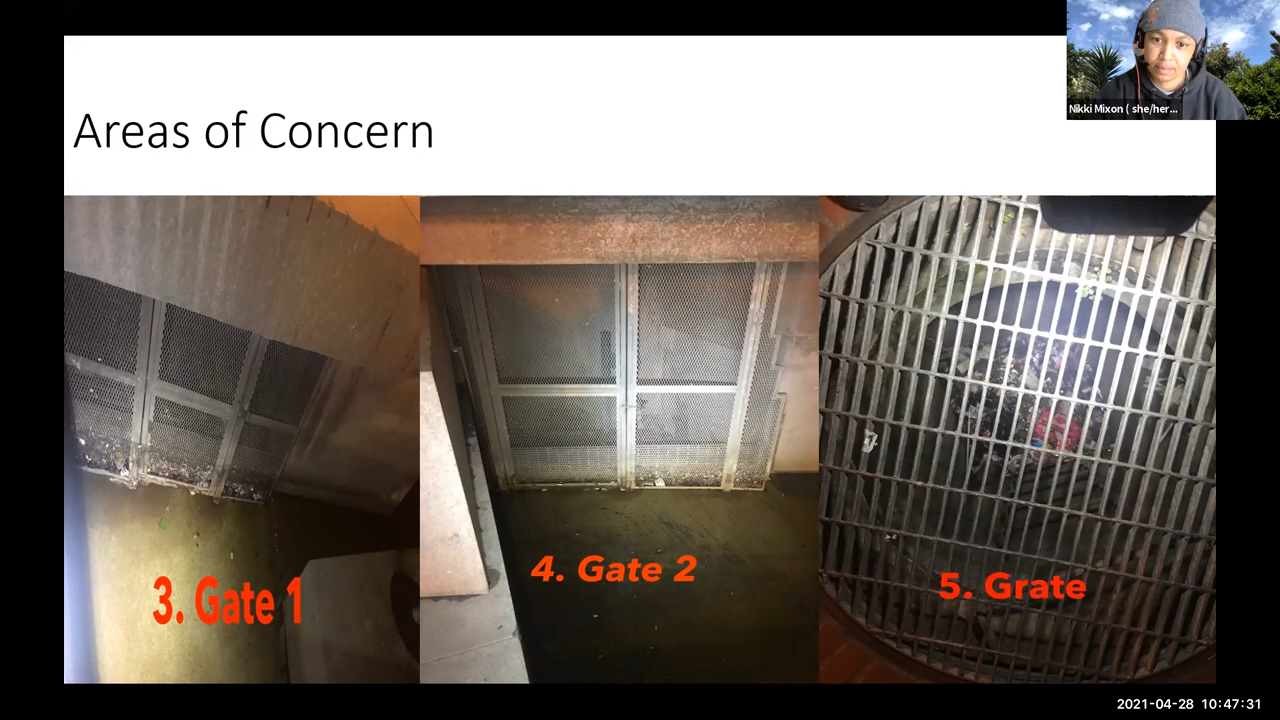 Nikki Mixon ( she/her...
Areas of Concern
3. Gate 1
4. Gate 2
5. Grate
2021-04-28 10:47:31